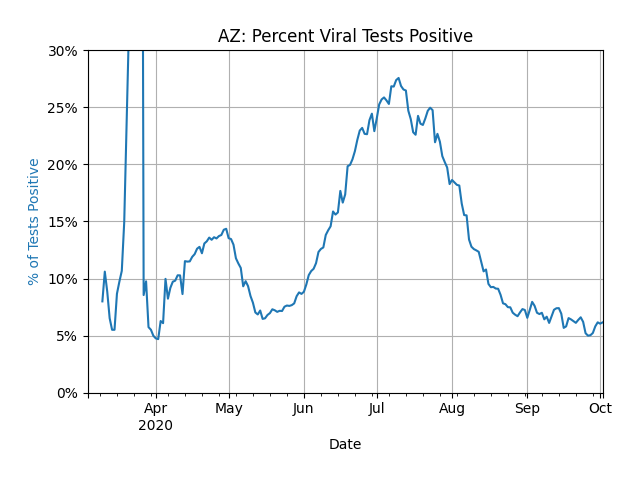 AZ: Percent Viral Tests Positive
30%
25%
20%
15%
10%
5%
0%
% of Tests Positive
Apr May Jun Jul Aug Sep Oct
2020
Date